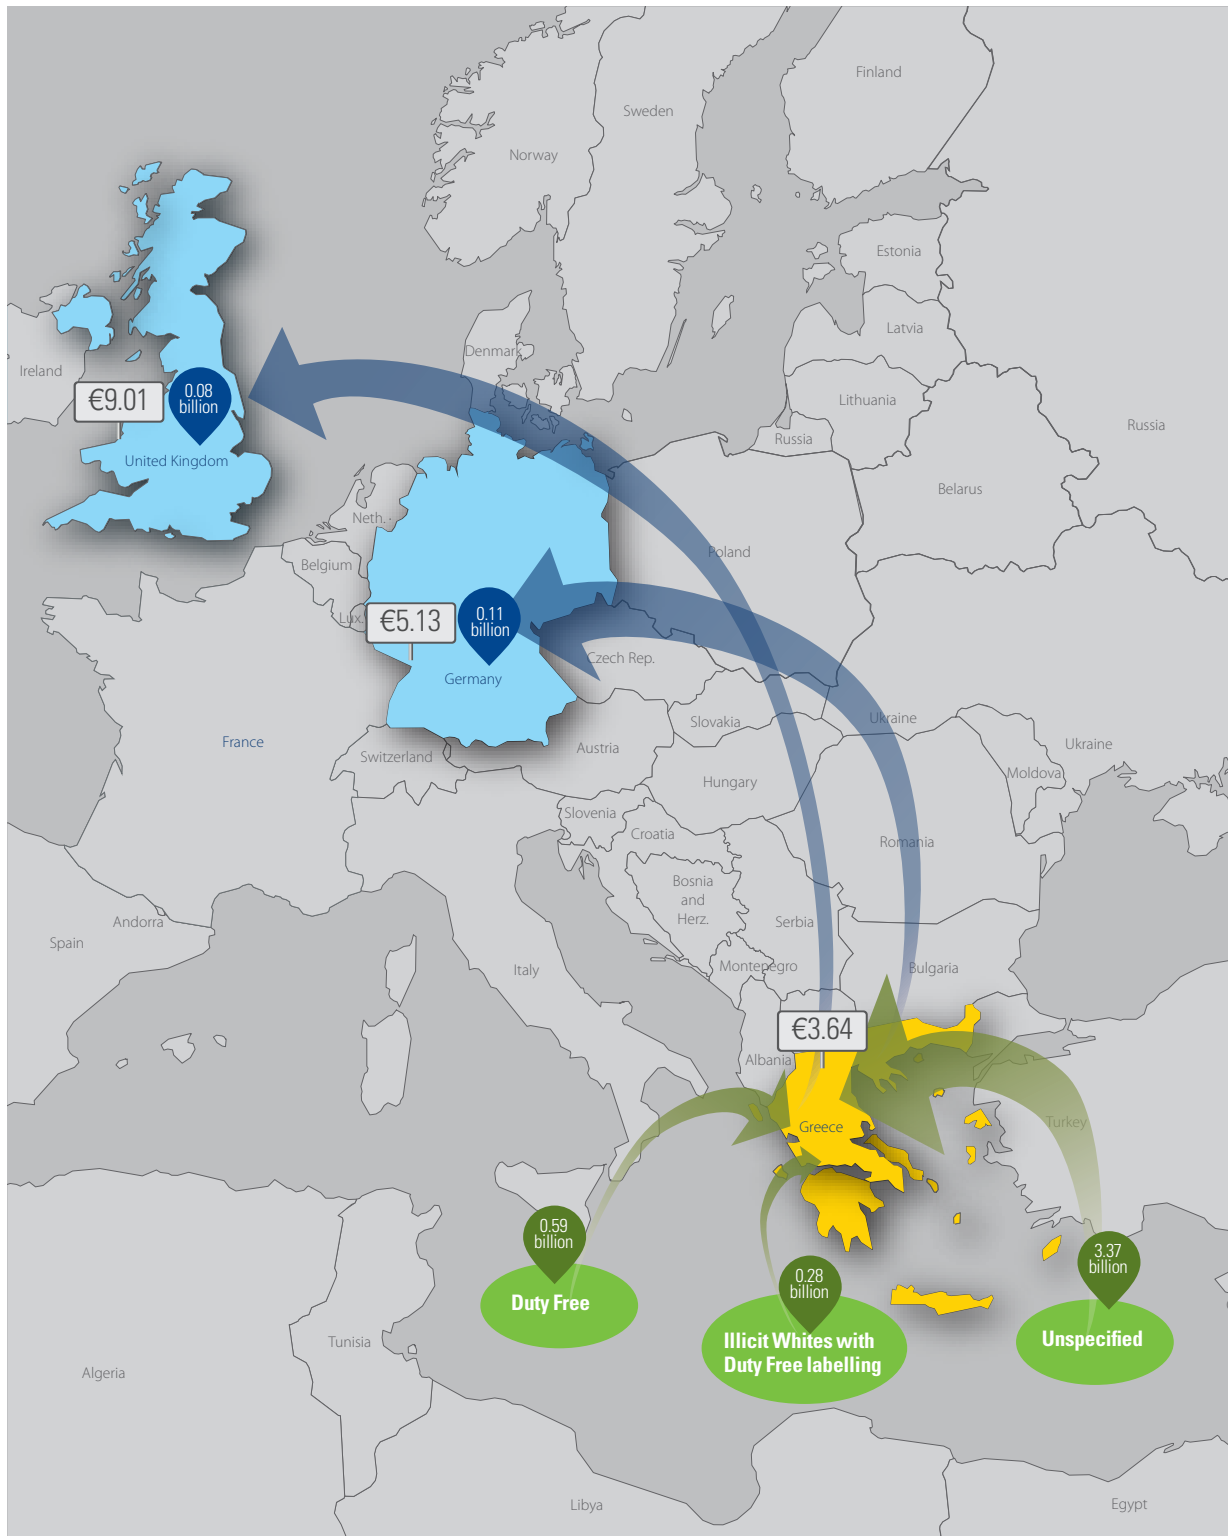 Finland
Sweden
Norway
Estonia
Latvia
Denmark
Ireland
€9.01
0.08
billion
Lithuania
Russia
Russia
United Kingdom
Belarus
Neth.
Poland
Belgium
Lux.
€5.13
0.11
billion
Czech Rep.
Germany
Slovakia
Ukraine
France
Switzerland
Austria
Ukraine
Hungary
Moldova
Slovenia
Croatia
Romania
Bosnia
and
Herz.
Andorra
Serbia
Spain
Italy
Montenegro
Bulgaria
€3.64
Albania
Greece
Turkey
0.59
billion
3.37
billion
0.28
billion
Duty Free
Illicit Whites with
Duty Free labelling
Unspecified
Tunisia
Algeria
Libya
Egypt